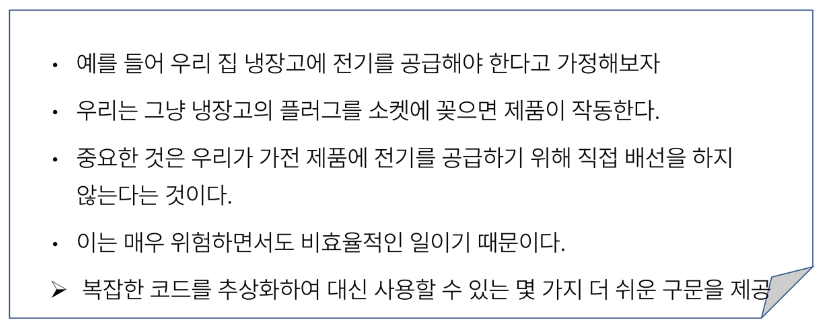 • 예를 들어 우리 집 냉장고에 전기를 공급해야 한다고 가정해보자
• 우리는 그냥 냉장고의 플러그를 소켓에 꽂으면 제품이 작동한다.
• 중요한 것은 우리가 가전 제품에 전기를 공급하기 위해 직접 배선을 하지
않는다는 것이다.
• 이는 매우 위험하면서도 비효율적인 일이기 때문이다.
➢ 복잡한 코드를 추상화하여 대신 사용할 수 있는 몇 가지 더 쉬운 구문을 제공